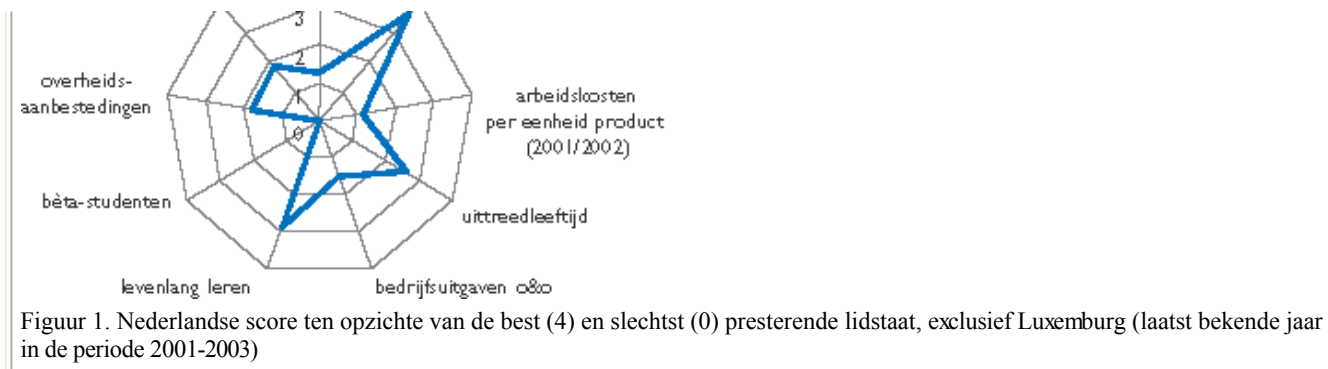 3
2
1
0
overheids-
aanbestedingen
arbeidskosten
per eenheid product
(2001/2002)
bèta-studenten
uittreedleeftijd
levenlang leren
bedrijfsuitgaven o&o
Figuur 1. Nederlandse score ten opzichte van de best (4) en slechtst (0) presterende lidstaat, exclusief Luxemburg (laatst bekende jaar
in de periode 2001-2003)